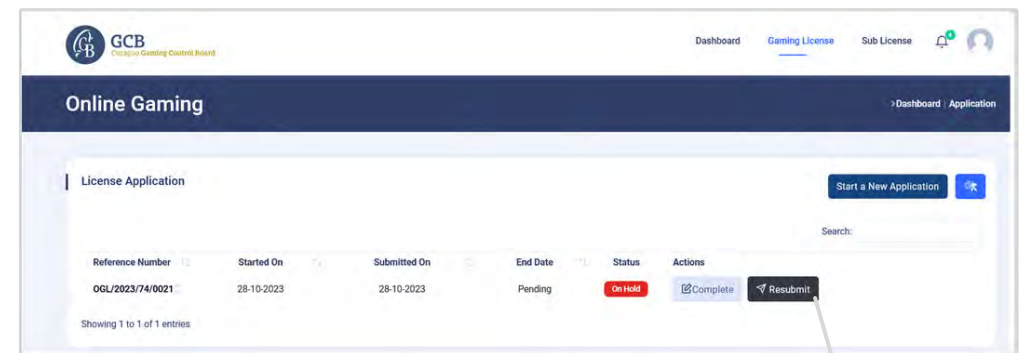 GCB
Curaçao Gaming Control Board
Dashboard Gaming License Sub License
Online Gaming
>Dashboard | Application
License Application
Start a New Application
Search:
Reference Number Started On Submitted On End Date Status Actions
OGL/2023/74/0021 28-10-2023 28-10-2023 Pending On Hold Complete Resubmit
Showing 1 to 1 of 1 entries